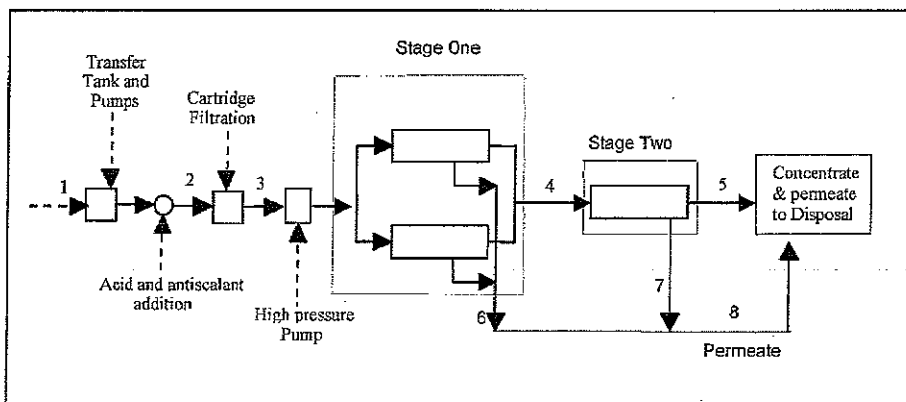 Stage One
Transfer
Tank and
Pumps
Cartridge
Filtration
Stage Two
1
2
3
4
5
Concentrate
& permeate
to Disposal
Acid and antiscalant
addition
High pressure
Pump
6
7
8
Permeate